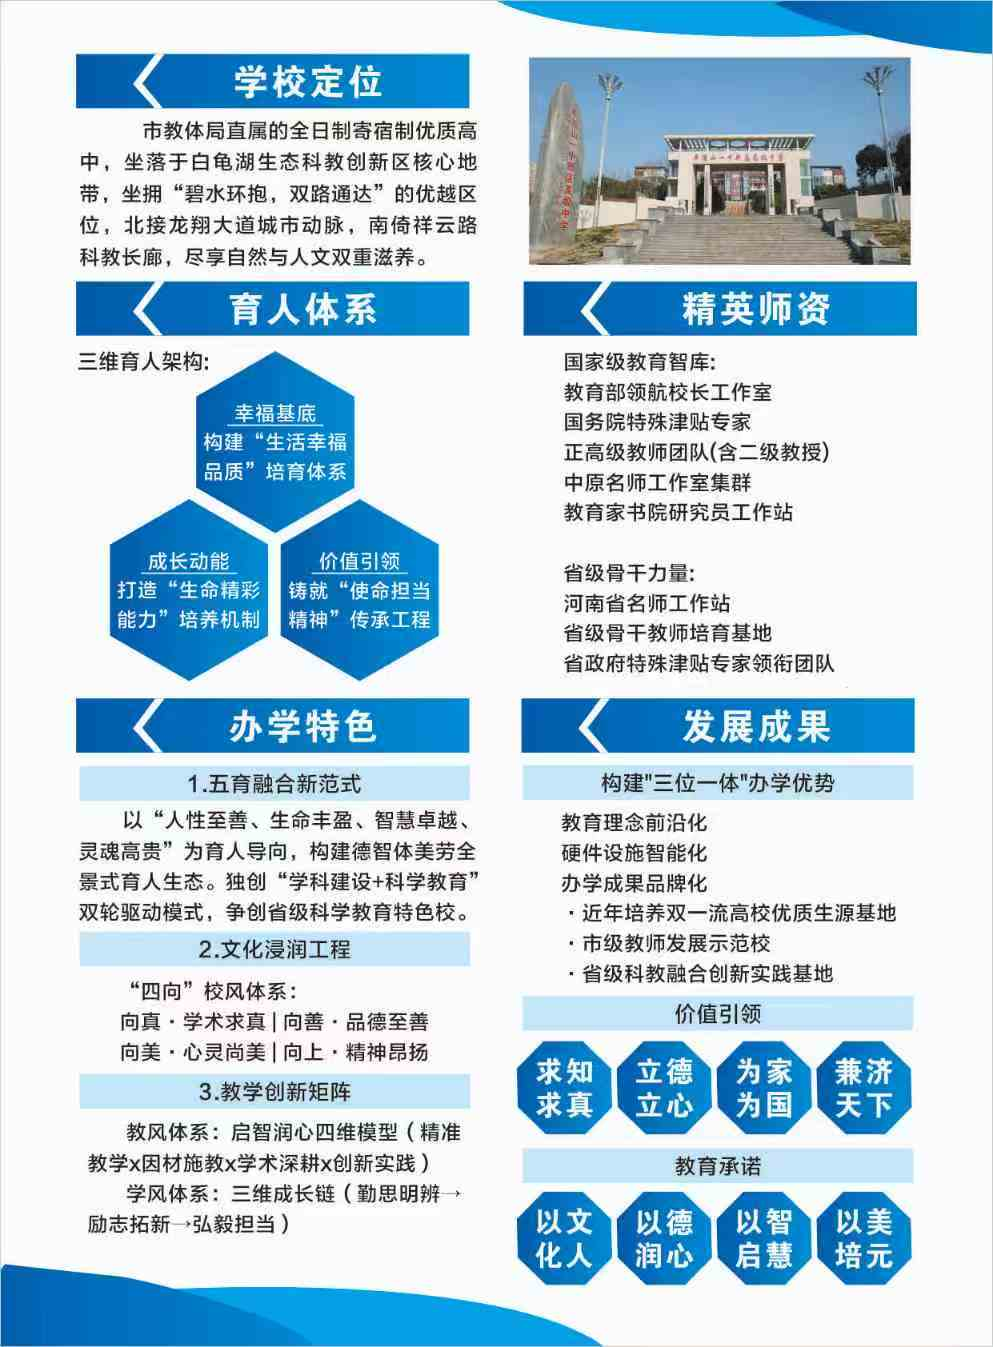 学校定位
市教体局直属的全日制寄宿制优质高
中，坐落于白龟湖生态科教创新区核心地
带，坐拥“碧水环抱，双路通达”的优越区
位，北接龙翔大道城市动脉，南倚祥云路
科教长廊，尽享自然与人文双重滋养。
育人体系
三维育人架构:
幸福基底
构建“生活幸福
品质”培育体系
成长动能
打造“生命精彩
能力”培养机制
价值引领
铸就“使命担当
精神”传承工程
精英师资
国家级教育智库:
教育部领航校长工作室
国务院特殊津贴专家
正高级教师团队(含二级教授)
中原名师工作室集群
教育家书院研究员工作站
省级骨干力量:
河南省名师工作站
省级骨干教师培育基地
省政府特殊津贴专家领衔团队
办学特色
1.五育融合新范式
以“人性至善、生命丰盈、智慧卓越、
灵魂高贵”为育人导向，构建德智体美劳全
景式育人生态。独创“学科建设+科学教育”
双轮驱动模式，争创省级科学教育特色校。
2.文化浸润工程
“四向”校风体系：
向真·学术求真|向善·品德至善
向美·心灵尚美|向上·精神昂扬
3.教学创新矩阵
教风体系：启智润心四维模型（精准
教学x因材施教x学术深耕x创新实践）
学风体系：三维成长链（勤思明辨→
励志拓新→弘毅担当）
发展成果
构建"三位一体"办学优势
教育理念前沿化
硬件设施智能化
办学成果品牌化
·近年培养双一流高校优质生源基地
·市级教师发展示范校
·省级科教融合创新实践基地
价值引领
求知
求真
立德
立心
为家
为国
兼济
天下
教育承诺
以文
化人
以德
润心
以智
启慧
以美
培元